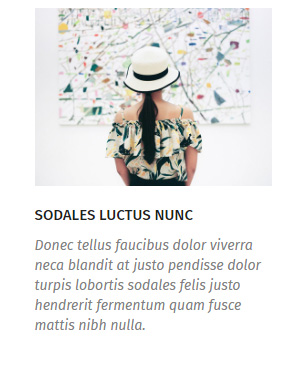 SODALES LUCTUS NUNC
Donec tellus faucibus dolor viverra
neca blandit at justo pendisse dolor
turpis lobortis sodales felis justo
hendrerit fermentum quam fusce
mattis nibh nulla.